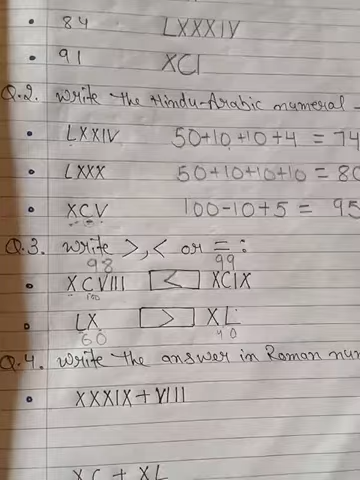 • 84 LXXXIV
• 91 XCI
Q.2. Write the Hindu-Arabic numeral
• LXXIV 50+10+10+4 = 74
• LXXX 50+10+10+10 = 80
• XCV 100-10+5 = 95
Q.3. Write >, < or = :
98 99
• XCVIII < XCIX
100
• LX > XL
60 40
Q.4. Write the answer in Roman num
• XXXIX + VIII
XC + XL